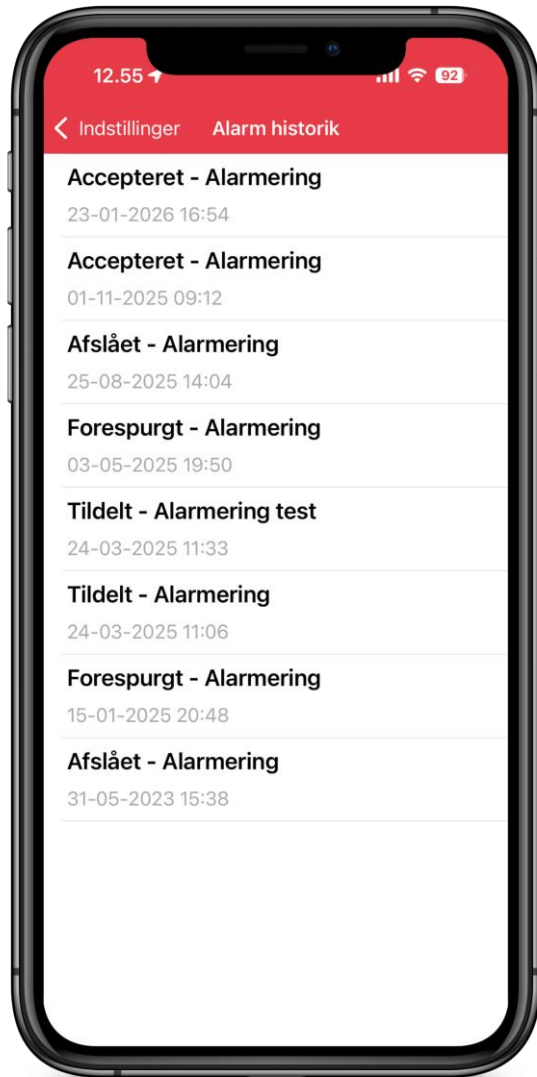 12.55
92
Indstillinger Alarm historik
Accepteret - Alarmering
23-01-2026 16:54
Accepteret - Alarmering
01-11-2025 09:12
Afslået - Alarmering
25-08-2025 14:04
Forespurgt - Alarmering
03-05-2025 19:50
Tildelt - Alarmering test
24-03-2025 11:33
Tildelt - Alarmering
24-03-2025 11:06
Forespurgt - Alarmering
15-01-2025 20:48
Afslået - Alarmering
31-05-2023 15:38